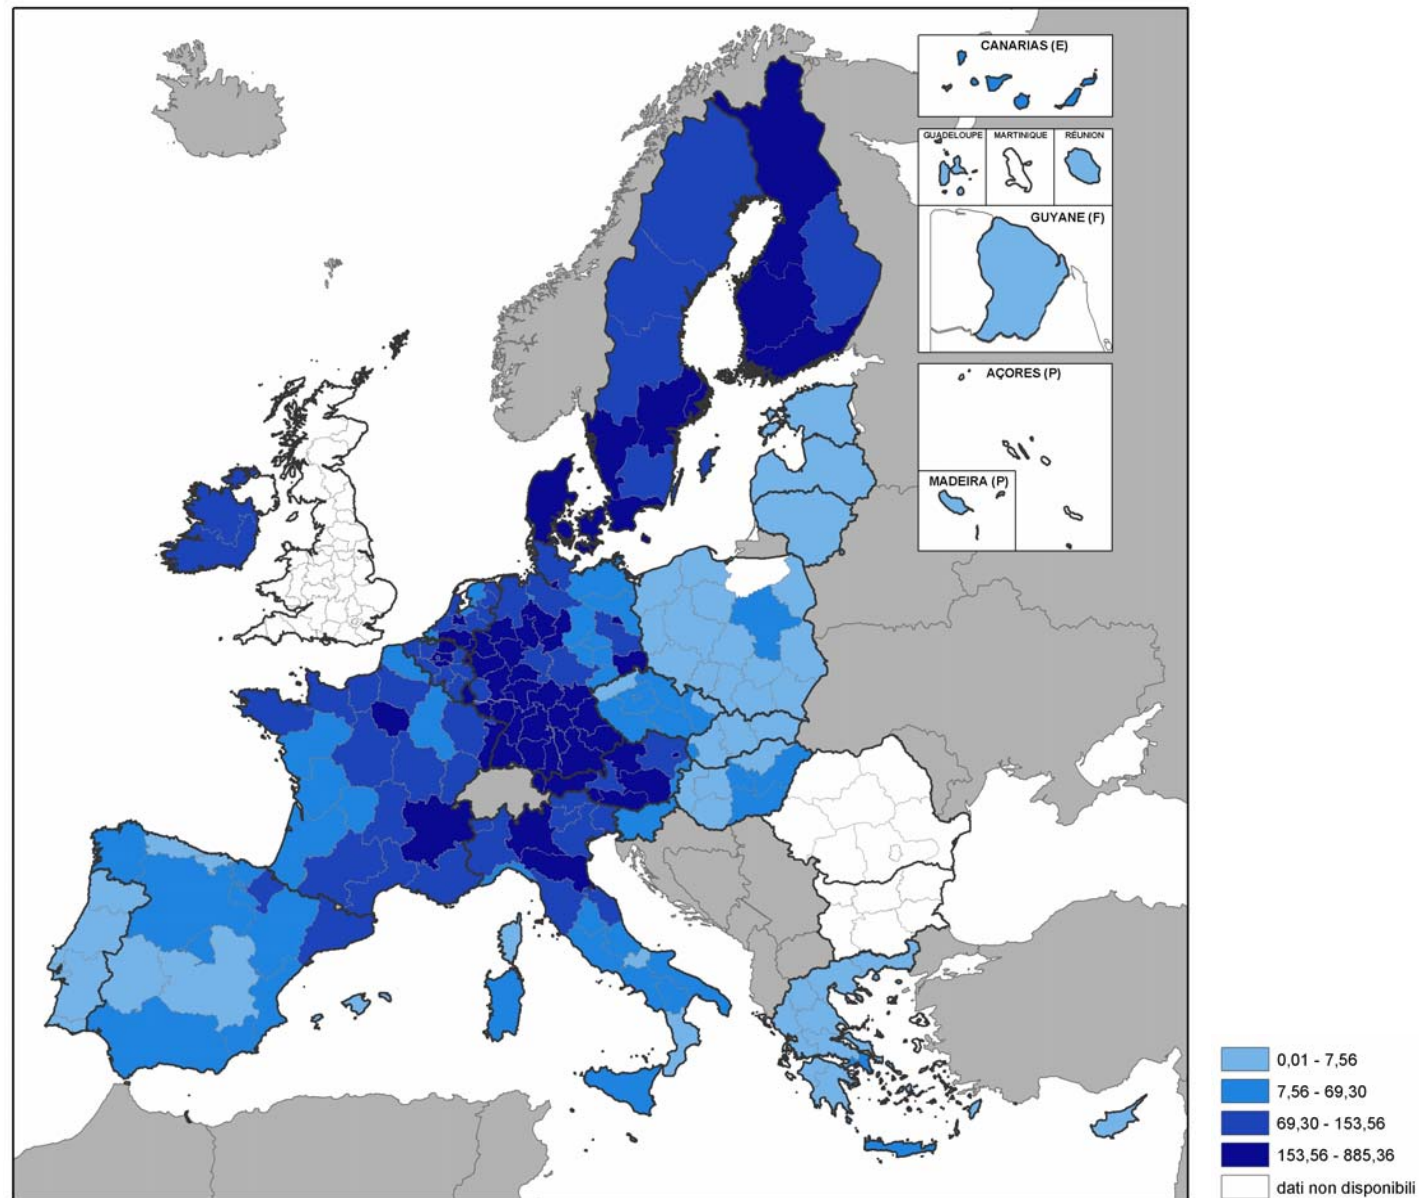 CANARIAS (E)
GUADELOUPE
MARTINIQUE
RÉUNION
GUYANE (F)
AÇORES (P)
MADEIRA (P)
0,01 - 7,56
7,56 - 69,30
69,30 - 153,56
153,56 - 885,36
dati non disponibili